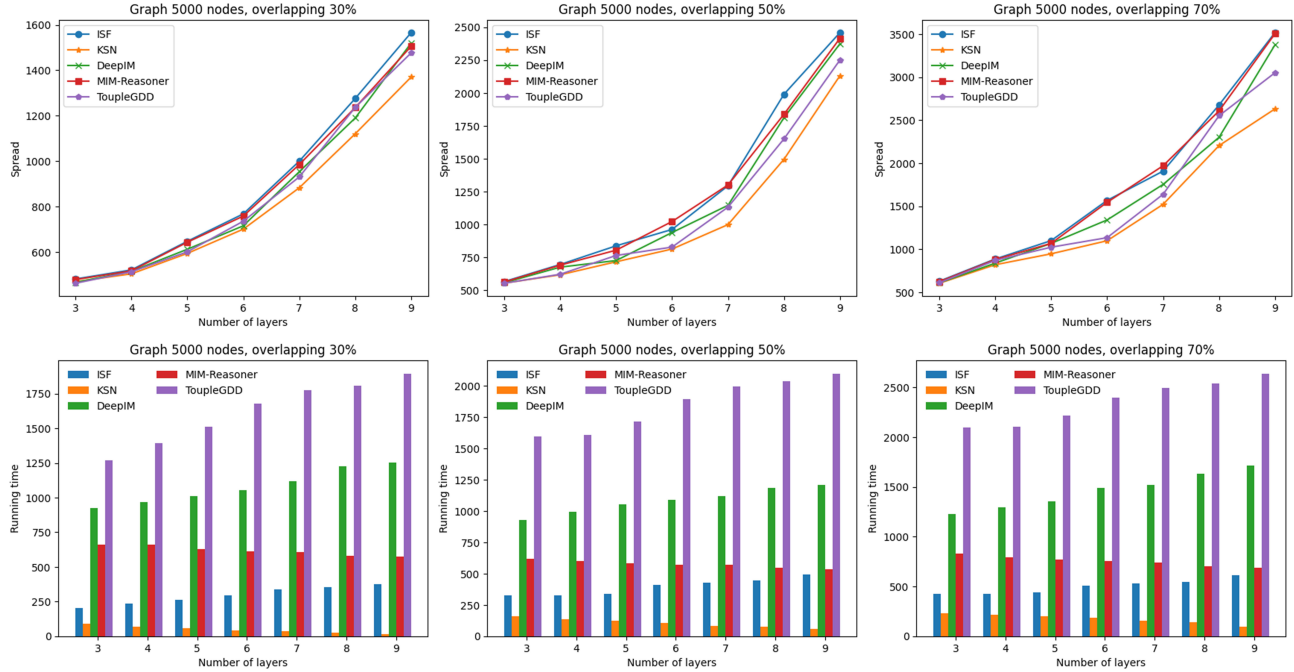 Graph 5000 nodes, overlapping 30%
ISF
KSN
DeepIM
MIM-Reasoner
ToupleGDD
Spread
1600
1400
1200
1000
800
600
3 4 5 6 7 8 9
Number of layers
Graph 5000 nodes, overlapping 50%
ISF
KSN
DeepIM
MIM-Reasoner
ToupleGDD
Spread
2500
2250
2000
1750
1500
1250
1000
750
500
3 4 5 6 7 8 9
Number of layers
Graph 5000 nodes, overlapping 70%
ISF
KSN
DeepIM
MIM-Reasoner
ToupleGDD
Spread
3500
3000
2500
2000
1500
1000
500
3 4 5 6 7 8 9
Number of layers
Graph 5000 nodes, overlapping 30%
ISF MIM-Reasoner
KSN ToupleGDD
DeepIM
Running time
1750
1500
1250
1000
750
500
250
0
3 4 5 6 7 8 9
Number of layers
Graph 5000 nodes, overlapping 50%
ISF MIM-Reasoner
KSN ToupleGDD
DeepIM
Running time
2000
1750
1500
1250
1000
750
500
250
0
3 4 5 6 7 8 9
Number of layers
Graph 5000 nodes, overlapping 70%
ISF MIM-Reasoner
KSN ToupleGDD
DeepIM
Running time
2500
2000
1500
1000
500
0
3 4 5 6 7 8 9
Number of layers